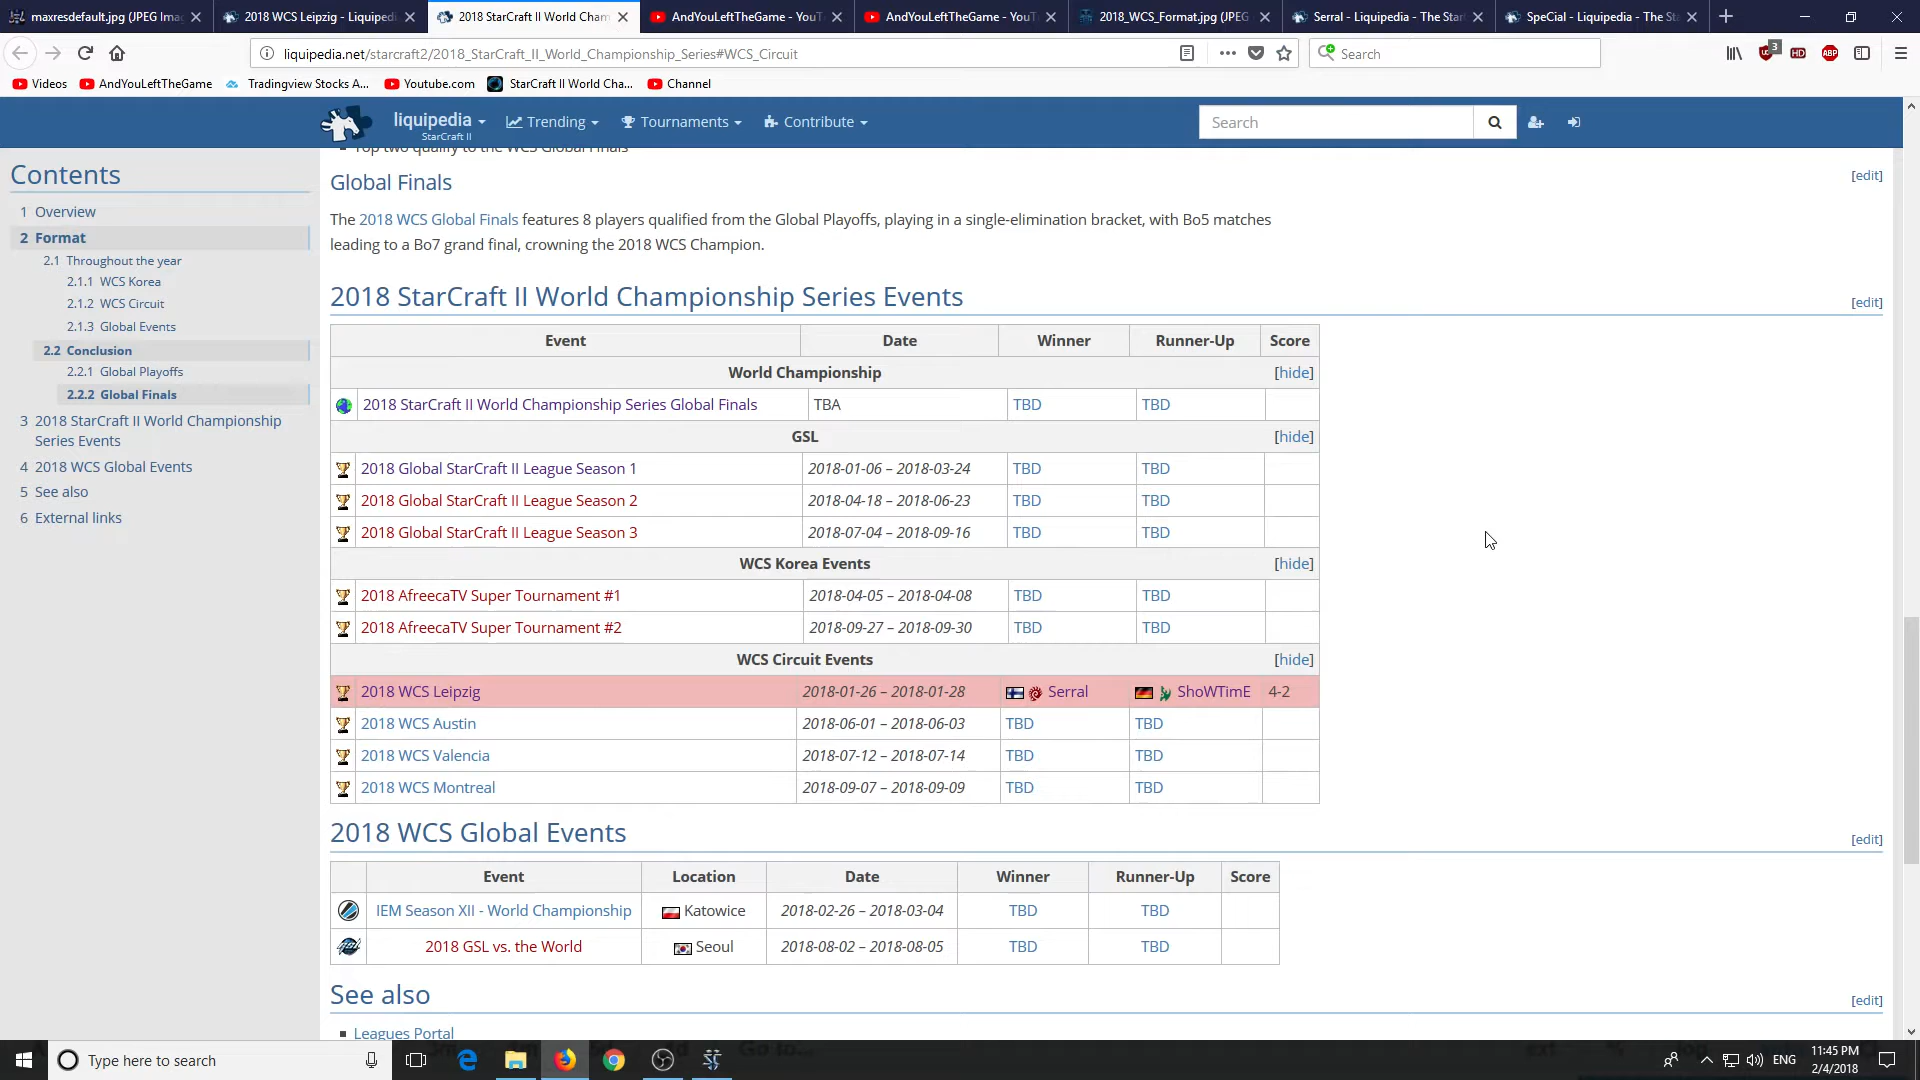 maxresdefault.jpg (JPEG Imag
2018 WCS Leipzig - Liquipedi
2018 StarCraft II World Cham
AndYouLeftTheGame - YouT
AndYouLeftTheGame - YouT
2018_WCS_Format.jpg (JPEG
Serral - Liquipedia - The Star
SpeCial - Liquipedia - The St
liquipedia.net/starcraft2/2018_StarCraft_II_World_Championship_Series#WCS_Circuit
Search
3
HD
ABP
Videos
AndYouLeftTheGame
Tradingview Stocks A...
Youtube.com
StarCraft II World Cha...
Channel
liquipedia
StarCraft II
Trending
Tournaments
Contribute
Search
Contents
1 Overview
2 Format
2.1 Throughout the year
2.1.1 WCS Korea
2.1.2 WCS Circuit
2.1.3 Global Events
2.2 Conclusion
2.2.1 Global Playoffs
2.2.2 Global Finals
3 2018 StarCraft II World Championship
Series Events
4 2018 WCS Global Events
5 See also
6 External links
Top two qualify to the WCS Global Finals
Global Finals [edit]
The 2018 WCS Global Finals features 8 players qualified from the Global Playoffs, playing in a single-elimination bracket, with Bo5 matches
leading to a Bo7 grand final, crowning the 2018 WCS Champion.
2018 StarCraft II World Championship Series Events [edit]
Event Date Winner Runner-Up Score
World Championship [hide]
2018 StarCraft II World Championship Series Global Finals TBA TBD TBD
GSL [hide]
2018 Global StarCraft II League Season 1 2018-01-06 – 2018-03-24 TBD TBD
2018 Global StarCraft II League Season 2 2018-04-18 – 2018-06-23 TBD TBD
2018 Global StarCraft II League Season 3 2018-07-04 – 2018-09-16 TBD TBD
WCS Korea Events [hide]
2018 AfreecaTV Super Tournament #1 2018-04-05 – 2018-04-08 TBD TBD
2018 AfreecaTV Super Tournament #2 2018-09-27 – 2018-09-30 TBD TBD
WCS Circuit Events [hide]
2018 WCS Leipzig 2018-01-26 – 2018-01-28 Serral ShoWTimE 4-2
2018 WCS Austin 2018-06-01 – 2018-06-03 TBD TBD
2018 WCS Valencia 2018-07-12 – 2018-07-14 TBD TBD
2018 WCS Montreal 2018-09-07 – 2018-09-09 TBD TBD
2018 WCS Global Events [edit]
Event Location Date Winner Runner-Up Score
IEM Season XII - World Championship Katowice 2018-02-26 – 2018-03-04 TBD TBD
2018 GSL vs. the World Seoul 2018-08-02 – 2018-08-05 TBD TBD
See also [edit]
Leagues Portal
Type here to search
ENG
11:45 PM
2/4/2018